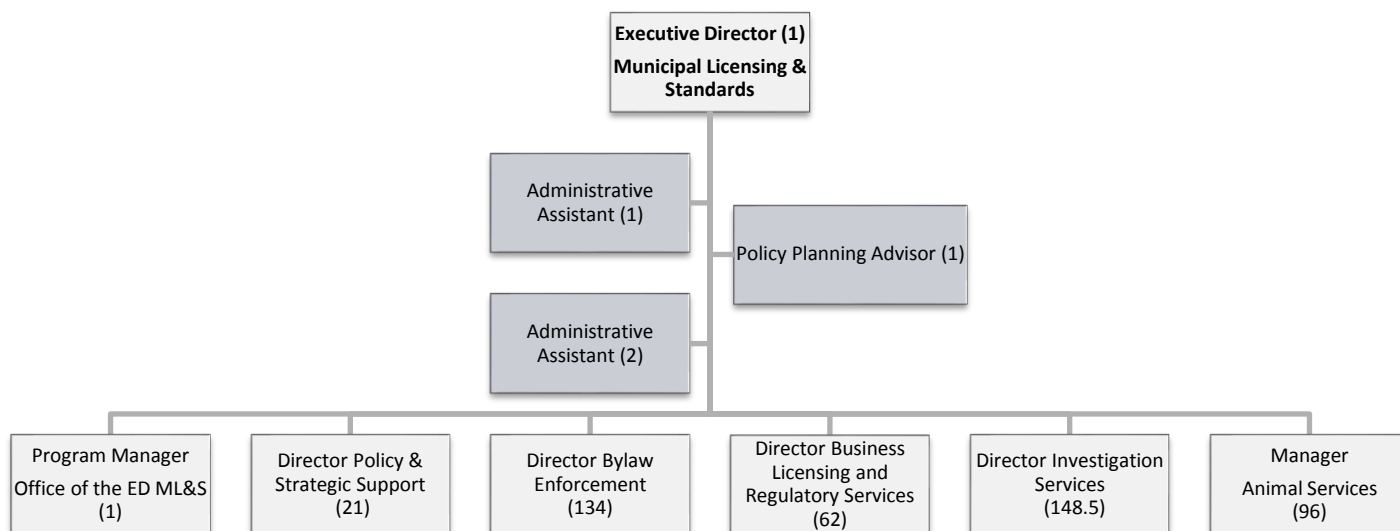 Executive Director (1)
Municipal Licensing &
Standards
Administrative
Assistant (1)
Policy Planning Advisor (1)
Administrative
Assistant (2)
Program Manager
Office of the ED ML&S
(1)
Director Policy &
Strategic Support
(21)
Director Bylaw
Enforcement
(134)
Director Business
Licensing and
Regulatory Services
(62)
Director Investigation
Services
(148.5)
Manager
Animal Services
(96)